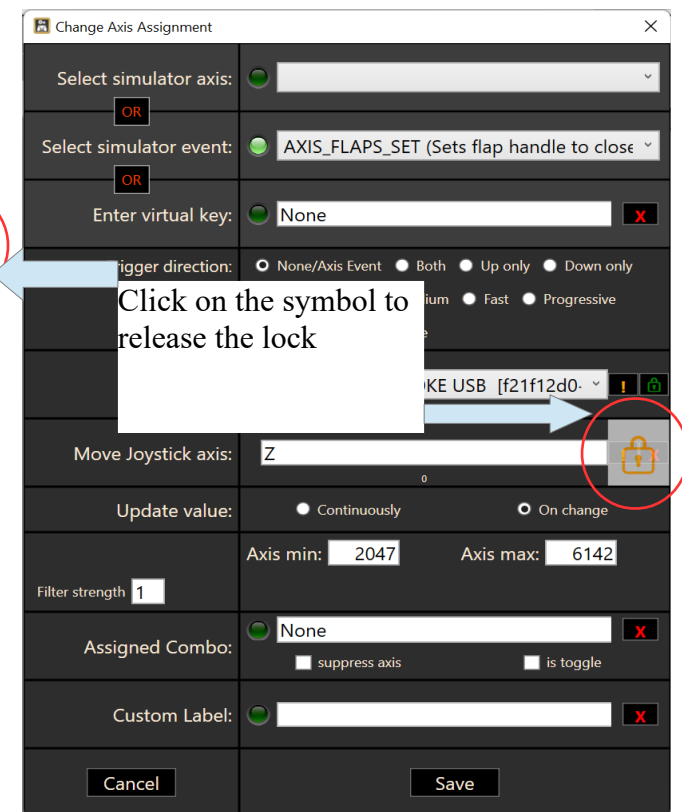 Change Axis Assignment
Select simulator axis:
OR
Select simulator event: AXIS_FLAPS_SET (Sets flap handle to close
OR
Enter virtual key: None X
rigger direction: None/Axis Event Both Up only Down only
Click on the symbol to
release the lock
ium Fast Progressive
e
KE USB [f21f12d0- !
Move Joystick axis: Z ! X
0
Update value: Continuously On change
Axis min: 2047 Axis max: 6142
Filter strength 1
Assigned Combo: None X
suppress axis is toggle
Custom Label: X
Cancel Save